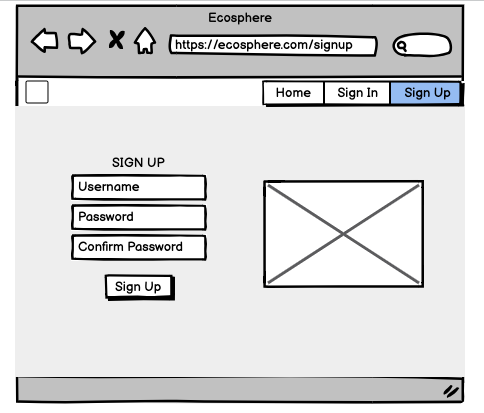 Ecosphere
https://ecosphere.com/signup
Home Sign In Sign Up
SIGN UP
Username
Password
Confirm Password
Sign Up